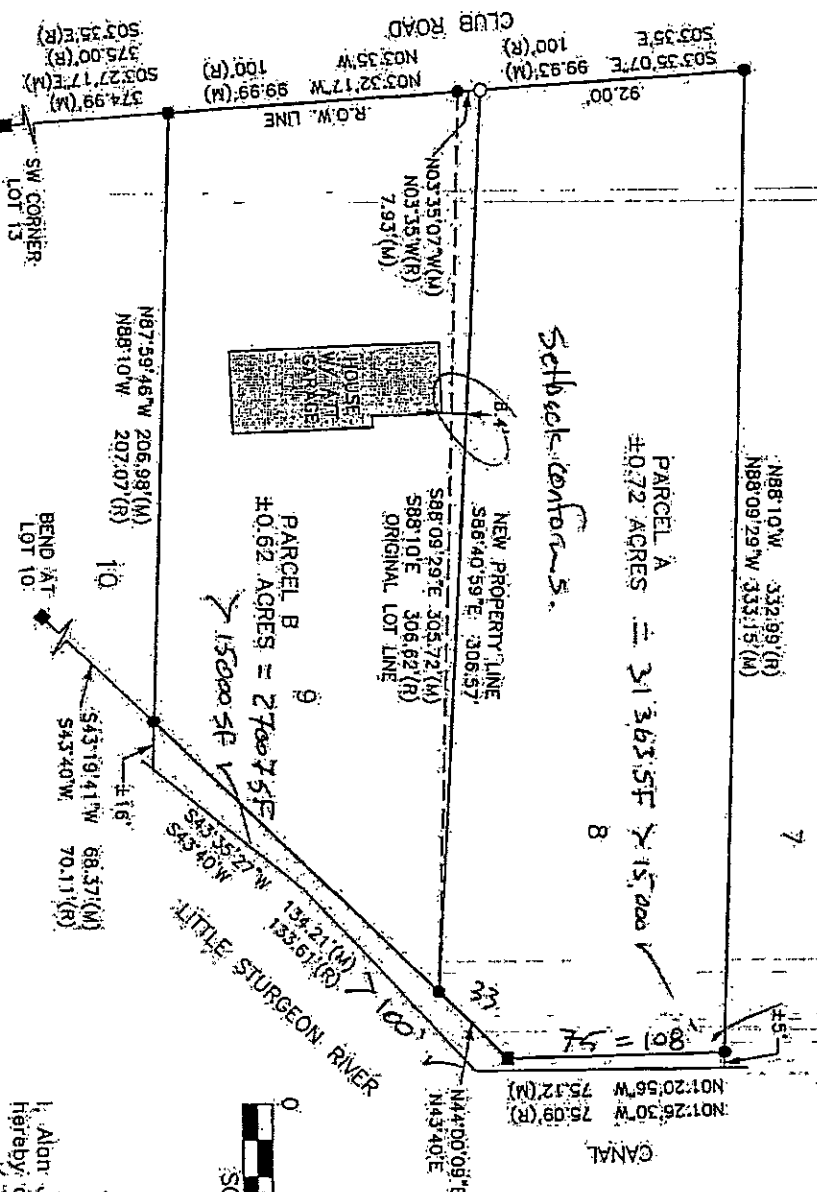 CLUB ROAD
S03°35'07"E 99.93'(M)
S03°35'E 100'(R)
92.00'
N03°32'17"W 99.99'(M)
N03°35'W 100'(R)
R.O.W. LINE
S03°27'17"E(M) 374.99'(M)
S03°35'E(R) 375.00'(R)
SW CORNER
LOT 13
N03°35'07"W(M)
N03°35'W(R)
7.93'(M)
N88°10'W 332.99'(R)
N88°09'29"W 333.15'(M)
7
PARCEL A
±0.72 ACRES = 31363SF > 15,000
8
Setback conforms.
8.4'
NEW PROPERTY LINE
S86°40'59"E 306.57'
S88°09'29"E 305.72'(M)
S88°10'E 306.62'(R)
ORIGINAL LOT LINE
HOUSE
W/ATT
GARAGE
PARCEL B
±0.62 ACRES = 27007SF
> 15000SF
9
N87°59'46"W 206.98'(M)
N88°10'W 207.07'(R)
10
BEND AT
LOT 10
±16'
S43°19'41"W 68.37'(M)
S43°40'W 70.11'(R)
S43°35'27"W 134.21'(M)
S43°40'W 133.61'(R)
> 100'
LITTLE STURGEON RIVER
33
N44°00'09"E
N43°40'E
75 = 108'
±5'
N01°26'30"W 75.09'(R)
N01°20'56"W 75.12'(M)
CANAL
0
I, Alan
hereby